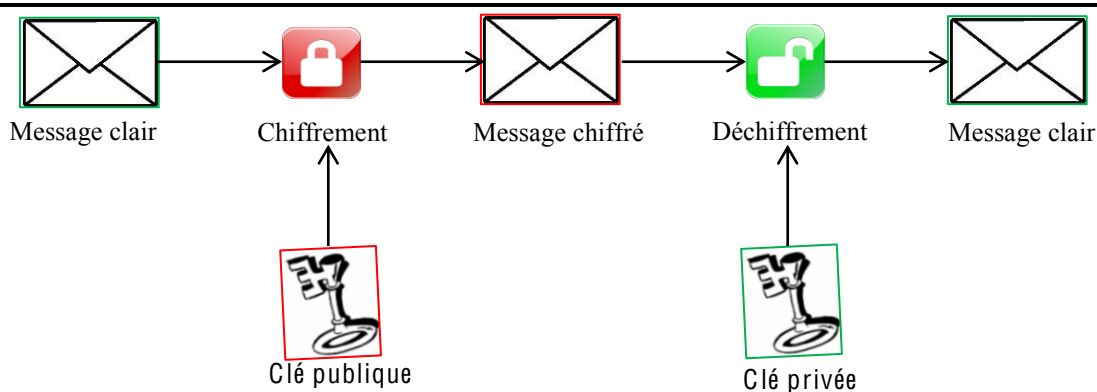 Message clair
Chiffrement
Message chiffré
Déchiffrement
Message clair
Clé publique
Clé privée